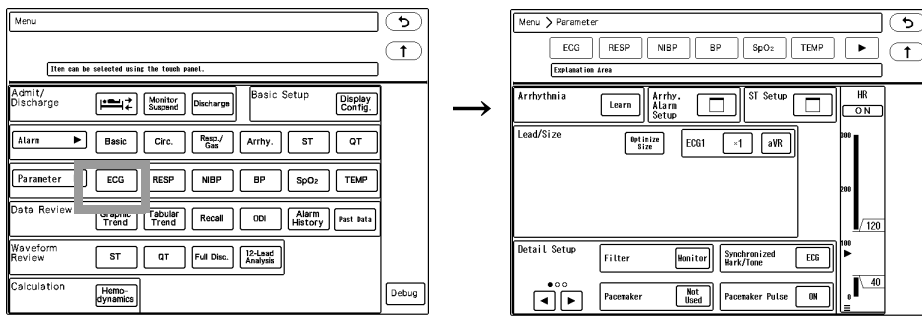 Menu
Iten can be selected using the touch panel.
Admit/
Discharge
Monitor
Suspend
Discharge
Basic Setup
Display
Config.
Alarm
Basic
Circ.
Resp./
Gas
Arrhy.
ST
QT
Parameter
ECG
RESP
NIBP
BP
SpO2
TEMP
Data Review
Graphic
Trend
Tabular
Trend
Recall
ODI
Alarm
History
Past Data
Waveform
Review
ST
QT
Full Disc.
12-Lead
Analysis
Calculation
Hemo-
dynamics
Debug
Menu > Parameter
ECG
RESP
NIBP
BP
SpO2
TEMP
Explanation Area
Arrhythmia
Learn
Arrhy.
Alarm
Setup
ST Setup
HR
ON
Lead/Size
Optimize
Size
ECG1
×1
aVR
300
200
120
100
40
0
Detail Setup
Filter
Monitor
Synchronized
Mark/Tone
ECG
Pacemaker
Not
Used
Pacemaker Pulse
ON